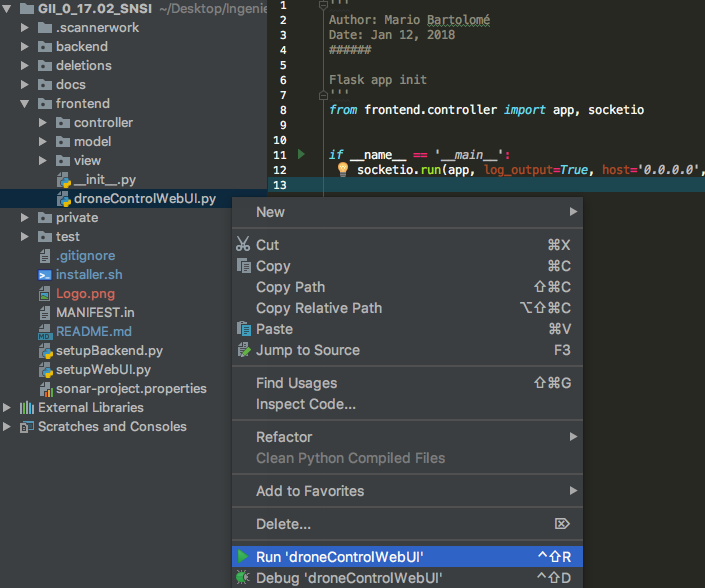 GII_0_17.02_SNSI ~/Desktop/Ingenie
.scannerwork
backend
deletions
docs
frontend
controller
model
view
__init__.py
droneControlWebUI.py
private
test
.gitignore
installer.sh
Logo.png
MANIFEST.in
README.md
setupBackend.py
setupWebUI.py
sonar-project.properties
External Libraries
Scratches and Consoles
1 '''
2 Author: Mario Bartolomé
3 Date: Jan 12, 2018
4 ######
5
6 Flask app init
7 '''
8 from frontend.controller import app, socketio
9
10
11 if __name__ == '__main__':
12 socketio.run(app, log_output=True, host='0.0.0.0',
13
New
Cut ⌘X
Copy ⌘C
Copy Path ⇧⌘C
Copy Relative Path ⌥⇧⌘C
Paste ⌘V
Jump to Source F3
Find Usages ⇧⌘G
Inspect Code...
Refactor
Clean Python Compiled Files
Add to Favorites
Delete... ⌦
Run 'droneControlWebUI' ^⇧R
Debug 'droneControlWebUI' ^⇧D